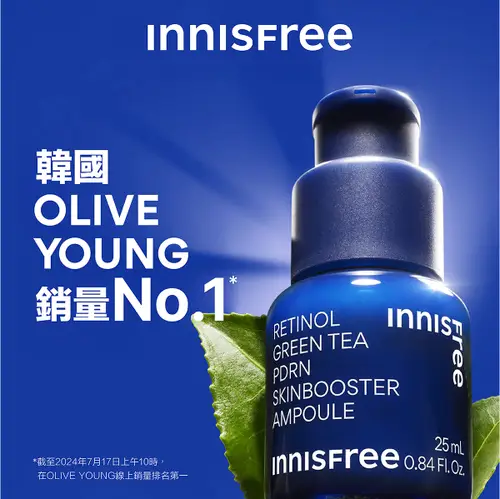 innisfree
韓國
OLIVE
YOUNG
銷量No.1*
RETINOL
GREEN TEA
PDRN
SKINBOOSTER
AMPOULE
innisfree
25 mL
innisfree 0.84 Fl.Oz.
*截至2024年7月17日上午10時，
在OLIVE YOUNG線上銷量排名第一